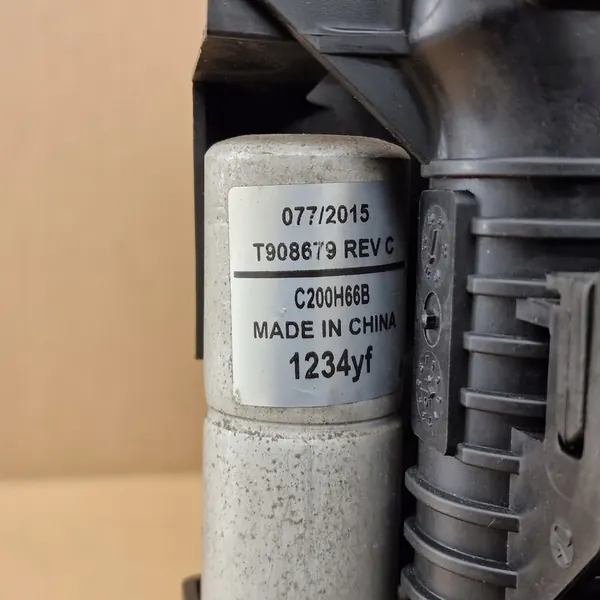 077/2015
T908679 REV C
C200H66B
MADE IN CHINA
1234yf